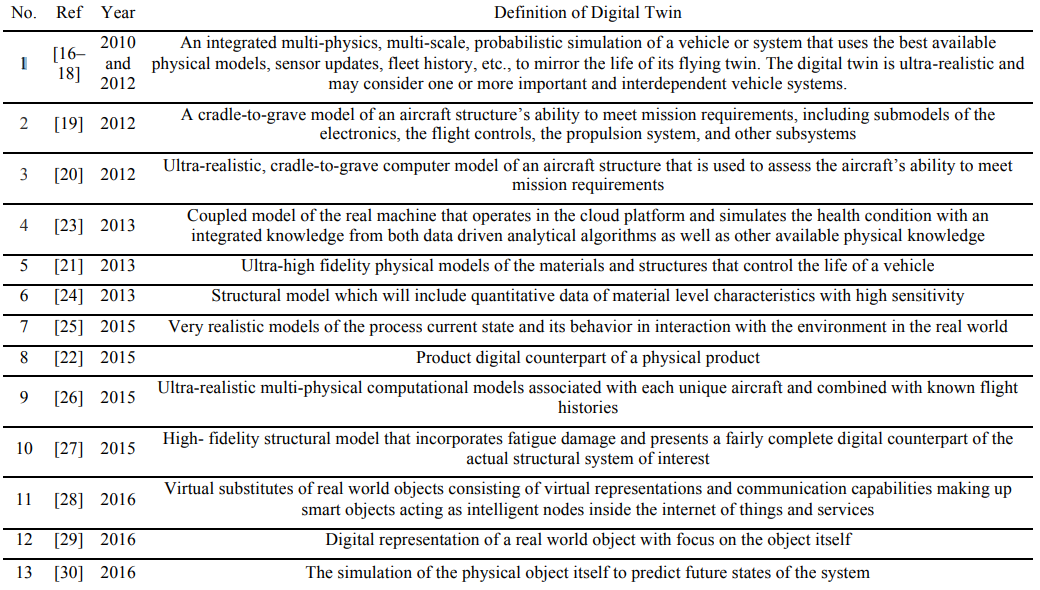 No. Ref Year Definition of Digital Twin
1 [16–18] 2010 and 2012 An integrated multi-physics, multi-scale, probabilistic simulation of a vehicle or system that uses the best available
physical models, sensor updates, fleet history, etc., to mirror the life of its flying twin. The digital twin is ultra-realistic and
may consider one or more important and interdependent vehicle systems.
2 [19] 2012 A cradle-to-grave model of an aircraft structure’s ability to meet mission requirements, including submodels of the
electronics, the flight controls, the propulsion system, and other subsystems
3 [20] 2012 Ultra-realistic, cradle-to-grave computer model of an aircraft structure that is used to assess the aircraft’s ability to meet
mission requirements
4 [23] 2013 Coupled model of the real machine that operates in the cloud platform and simulates the health condition with an
integrated knowledge from both data driven analytical algorithms as well as other available physical knowledge
5 [21] 2013 Ultra-high fidelity physical models of the materials and structures that control the life of a vehicle
6 [24] 2013 Structural model which will include quantitative data of material level characteristics with high sensitivity
7 [25] 2015 Very realistic models of the process current state and its behavior in interaction with the environment in the real world
8 [22] 2015 Product digital counterpart of a physical product
9 [26] 2015 Ultra-realistic multi-physical computational models associated with each unique aircraft and combined with known flight
histories
10 [27] 2015 High- fidelity structural model that incorporates fatigue damage and presents a fairly complete digital counterpart of the
actual structural system of interest
11 [28] 2016 Virtual substitutes of real world objects consisting of virtual representations and communication capabilities making up
smart objects acting as intelligent nodes inside the internet of things and services
12 [29] 2016 Digital representation of a real world object with focus on the object itself
13 [30] 2016 The simulation of the physical object itself to predict future states of the system